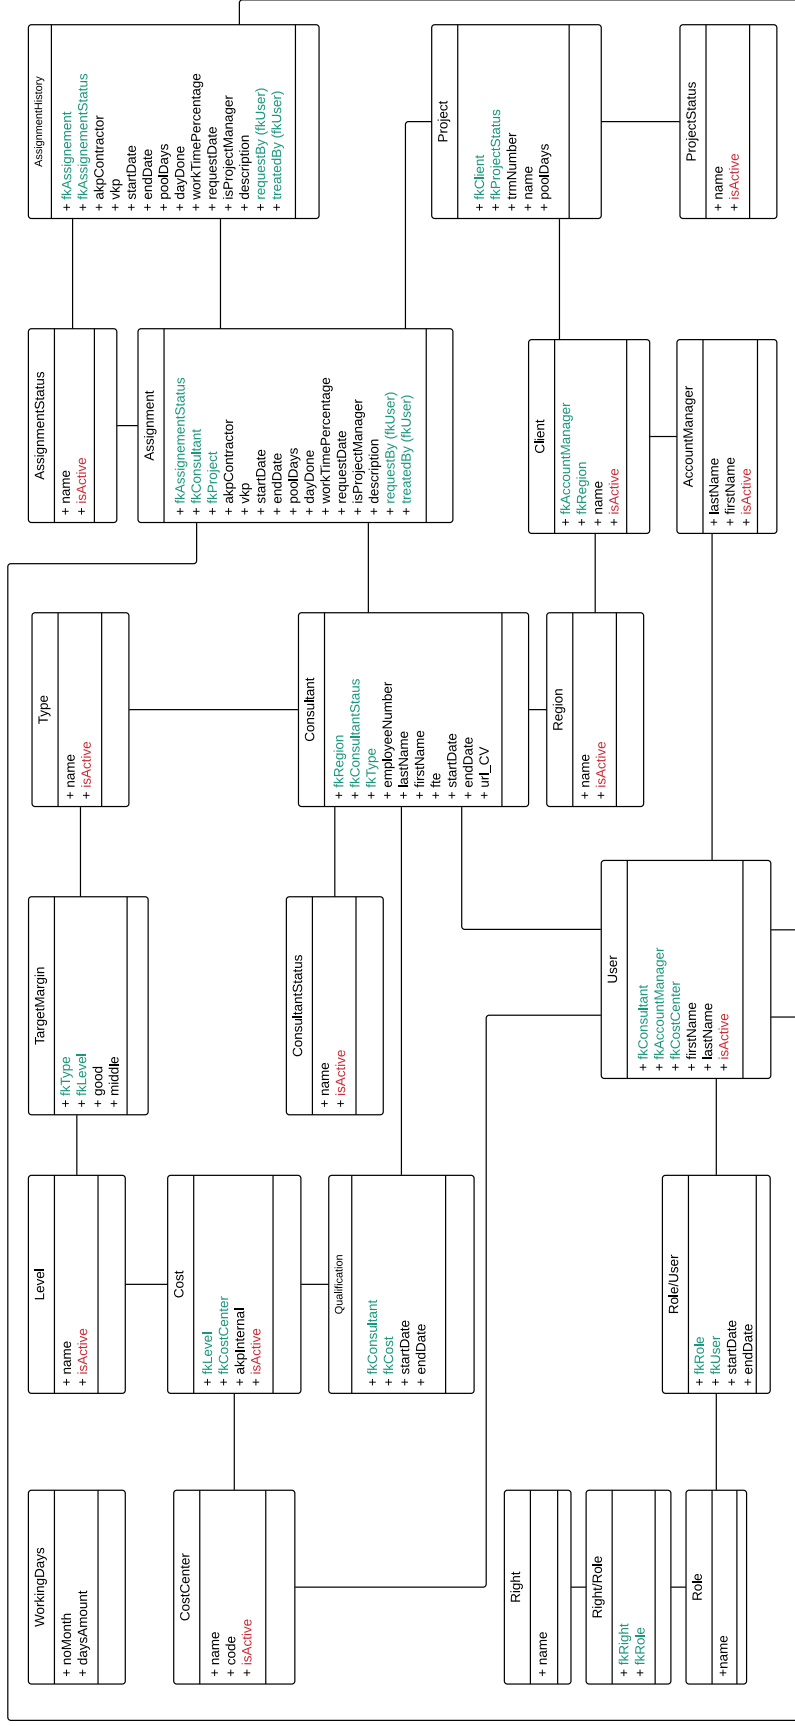 WorkingDays
+ noMonth
+ daysAmount
Level
+ name
+ isActive
TargetMargin
+ fkType
+ fkLevel
+ good
+ middle
Type
+ name
+ isActive
AssignmentStatus
+ name
+ isActive
AssignmentHistory
+ fkAssignement
+ fkAssignementStatus
+ akpContractor
+ vkp
+ startDate
+ endDate
+ poolDays
+ dayDone
+ workTimePercentage
+ requestDate
+ isProjectManager
+ description
+ requestBy (fkUser)
+ treatedBy (fkUser)
CostCenter
+ name
+ code
+ isActive
Cost
+ fkLevel
+ fkCostCenter
+ akpInternal
+ isActive
Assignment
+ fkAssignementStatus
+ fkConsultant
+ fkProject
+ akpContractor
+ vkp
+ startDate
+ endDate
+ poolDays
+ dayDone
+ workTimePercentage
+ requestDate
+ isProjectManager
+ description
+ requestBy (fkUser)
+ treatedBy (fkUser)
Qualification
+ fkConsultant
+ fkCost
+ startDate
+ endDate
ConsultantStatus
+ name
+ isActive
Consultant
+ fkRegion
+ fkConsultantStaus
+ fkType
+ employeeNumber
+ lastName
+ firstName
+ fte
+ startDate
+ endDate
+ url_CV
Project
+ fkClient
+ fkProjectStatus
+ trmNumber
+ name
+ poolDays
Right
+ name
Right/Role
+ fkRight
+ fkRole
Role
+name
Role/User
+ fkRole
+ fkUser
+ startDate
+ endDate
User
+ fkConsultant
+ fkAccountManager
+ fkCostCenter
+ firstName
+ lastName
+ isActive
Region
+ name
+ isActive
Client
+ fkAccountManager
+ fkRegion
+ name
+ isActive
AccountManager
+ lastName
+ firstName
+ isActive
ProjectStatus
+ name
+ isActive